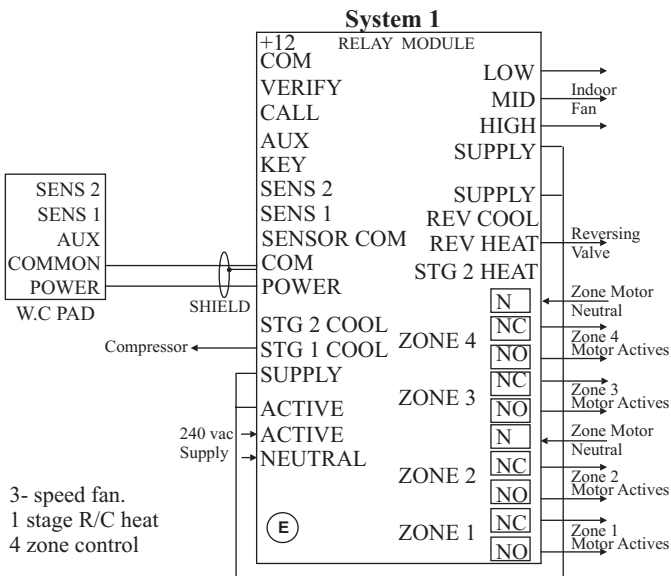 System 1
RELAY MODULE
+12
COM
VERIFY
CALL
AUX
KEY
SENS 2
SENS 1
SENSOR COM
COM
POWER
STG 2 COOL
STG 1 COOL
SUPPLY
ACTIVE
ACTIVE
NEUTRAL
E
LOW
MID
HIGH
SUPPLY
SUPPLY
REV COOL
REV HEAT
STG 2 HEAT
N
ZONE 4
NC
NO
ZONE 3
NC
NO
N
ZONE 2
NC
NO
ZONE 1
NC
NO
Indoor
Fan
Reversing
Valve
Zone Motor
Neutral
Zone 4
Motor Actives
Zone 3
Motor Actives
Zone Motor
Neutral
Zone 2
Motor Actives
Zone 1
Motor Actives
SENS 2
SENS 1
AUX
COMMON
POWER
W.C PAD
SHIELD
Compressor
240 vac
Supply
3- speed fan.
1 stage R/C heat
4 zone control